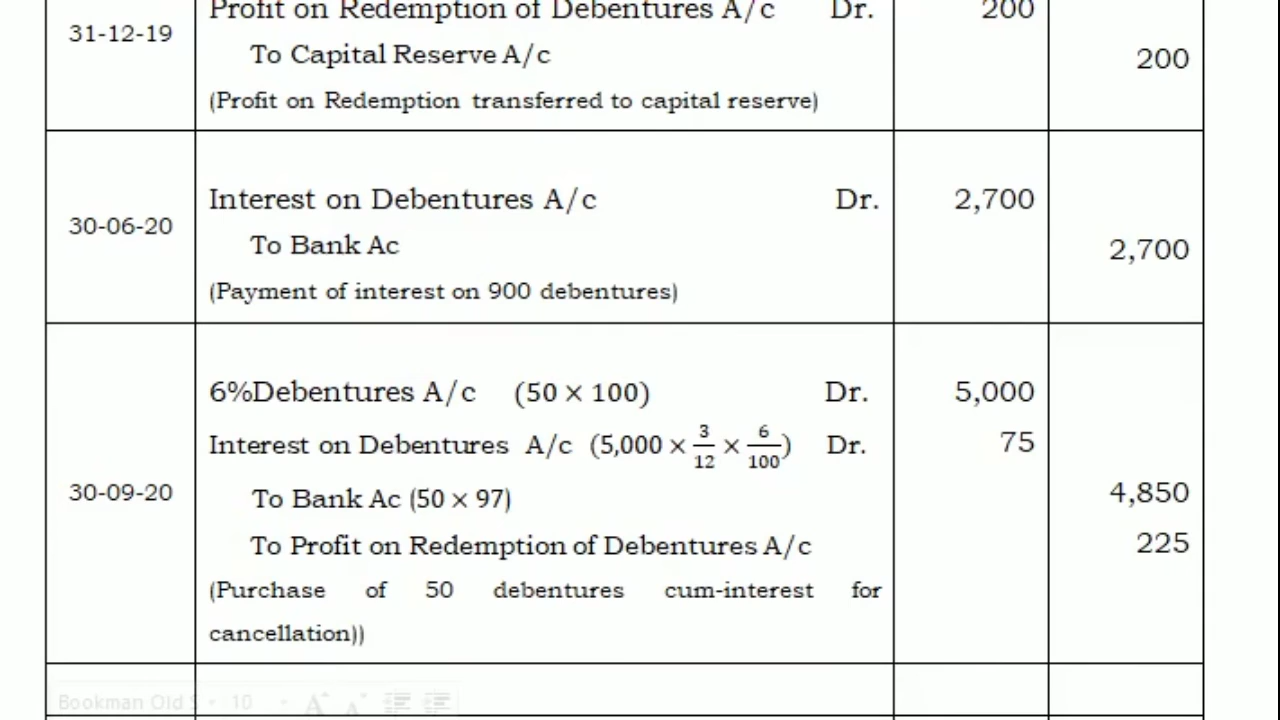 31-12-19
Profit on Redemption of Debentures A/c Dr. 200
To Capital Reserve A/c 200
(Profit on Redemption transferred to capital reserve)
30-06-20
Interest on Debentures A/c Dr. 2,700
To Bank Ac 2,700
(Payment of interest on 900 debentures)
30-09-20
6%Debentures A/c (50 × 100) Dr. 5,000
Interest on Debentures A/c (5,000 × 3/12 × 6/100) Dr. 75
To Bank Ac (50 × 97) 4,850
To Profit on Redemption of Debentures A/c 225
(Purchase of 50 debentures cum-interest for
cancellation))
Bookman Old S 10